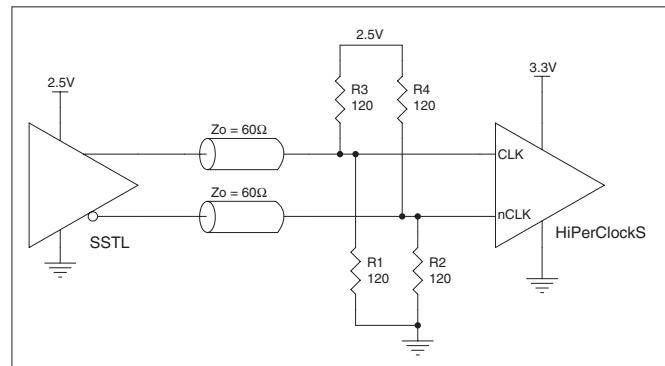 2.5V
2.5V
3.3V
R3
120
R4
120
Zo = 60Ω
CLK
Zo = 60Ω
nCLK
SSTL
HiPerClockS
R1
120
R2
120